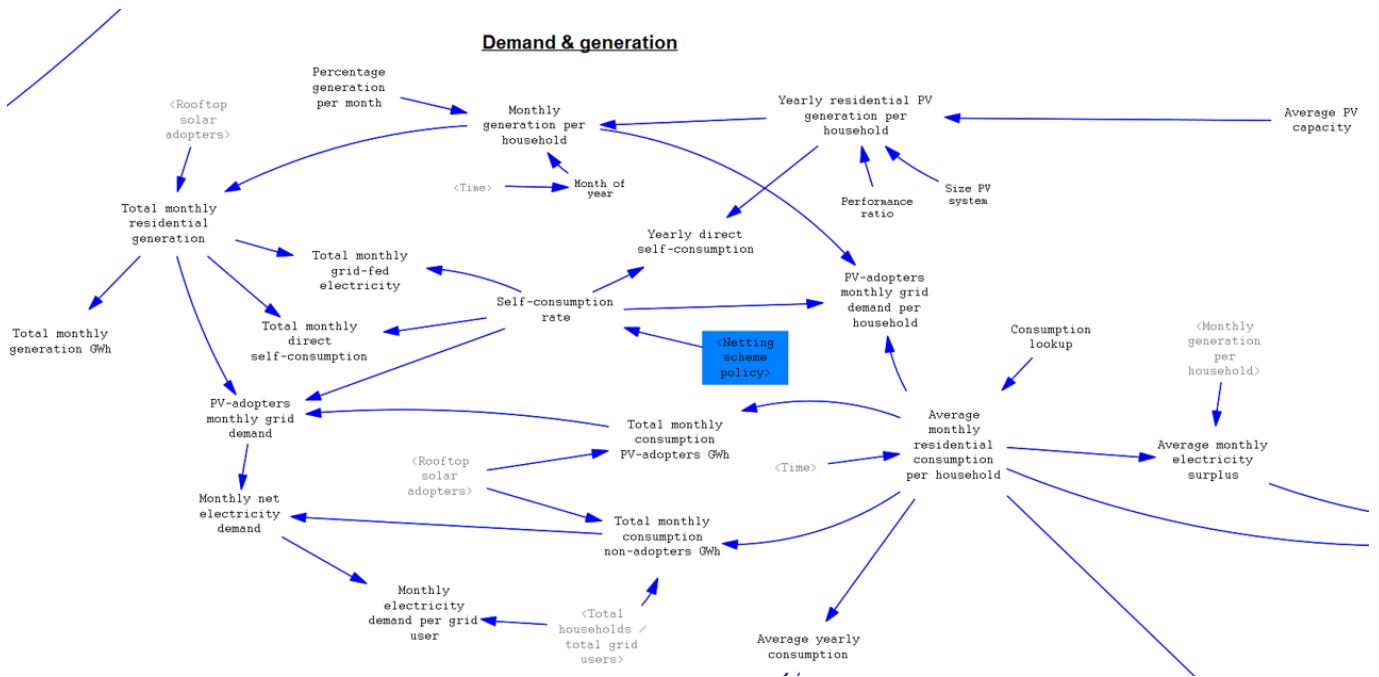 Demand & generation
Percentage
generation
per month
<Rooftop
solar
adopters>
Monthly
generation per
household
Yearly residential PV
generation per
household
Average PV
capacity
<Time>
Month of
year
Performance
ratio
Size PV
system
Total monthly
residential
generation
Yearly direct
self-consumption
Total monthly
grid-fed
electricity
PV-adopters
monthly grid
demand per
household
Self-consumption
rate
Total monthly
generation GWh
Total monthly
direct
self-consumption
<Netting
scheme
policy>
Consumption
lookup
<Monthly
generation
per
household>
PV-adopters
monthly grid
demand
Total monthly
consumption
PV-adopters GWh
Average
monthly
residential
consumption
per household
Average monthly
electricity
surplus
<Rooftop
solar
adopters>
<Time>
Monthly net
electricity
demand
Total monthly
consumption
non-adopters GWh
Monthly
electricity
demand per grid
user
<Total
households /
total grid
users>
Average yearly
consumption